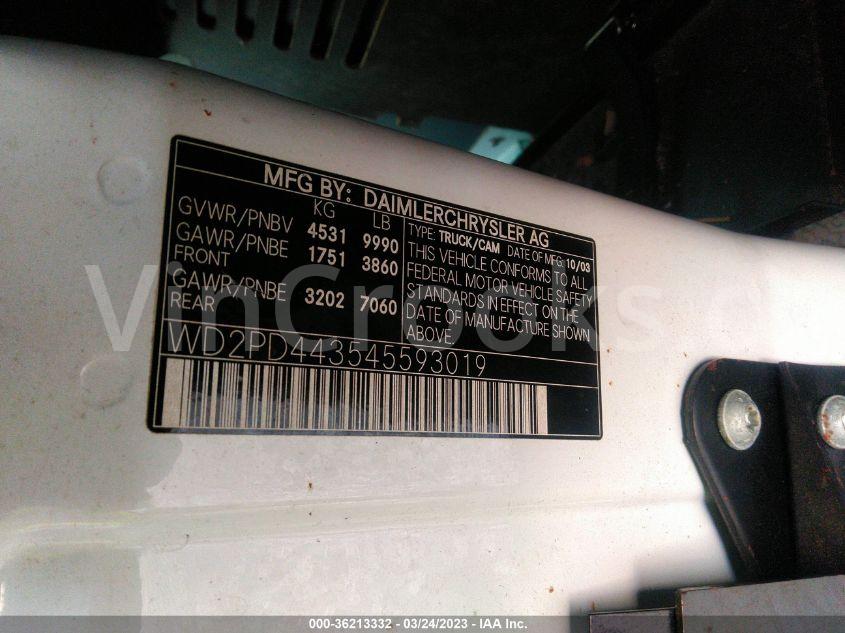 MFG BY: DAIMLERCHRYSLER AG
KG LB
GVWR/PNBV 4531 9990
GAWR/PNBE FRONT 1751 3860
GAWR/PNBE REAR 3202 7060
TYPE: TRUCK/CAM DATE OF MFG: 10/03
THIS VEHICLE CONFORMS TO ALL
FEDERAL MOTOR VEHICLE SAFETY
STANDARDS IN EFFECT ON THE
DATE OF MANUFACTURE SHOWN
ABOVE.
WD2PD443545593019
000-36213332 - 03/24/2023 - © IAA Inc.